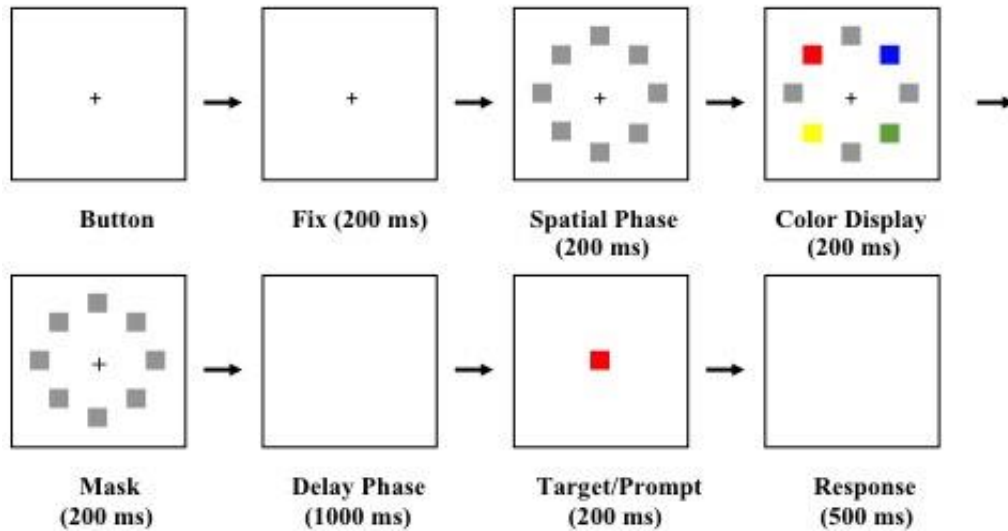 Button
Fix (200 ms)
Spatial Phase
(200 ms)
Color Display
(200 ms)
Mask
(200 ms)
Delay Phase
(1000 ms)
Target/Prompt
(200 ms)
Response
(500 ms)